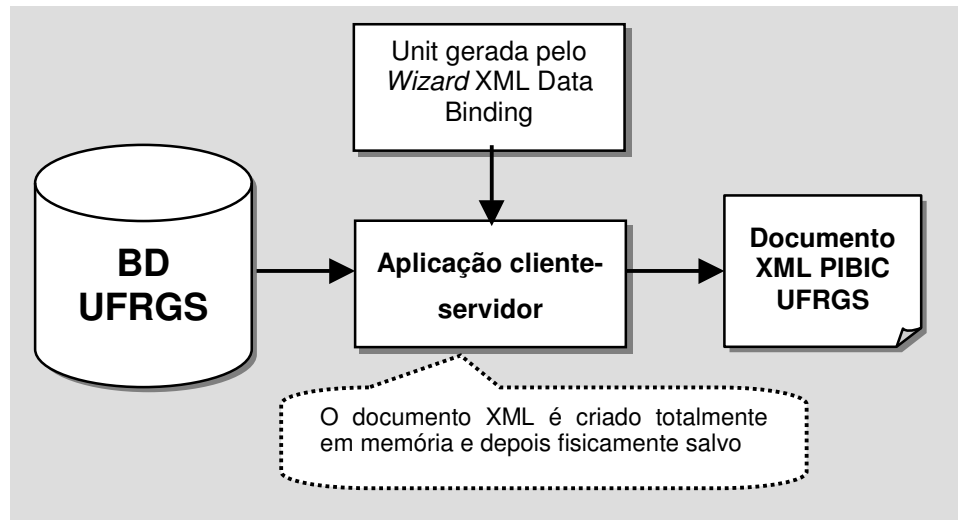 Unit gerada pelo
Wizard XML Data
Binding
BD
UFRGS
Aplicação cliente-
servidor
Documento
XML PIBIC
UFRGS
O documento XML é criado totalmente
em memória e depois fisicamente salvo